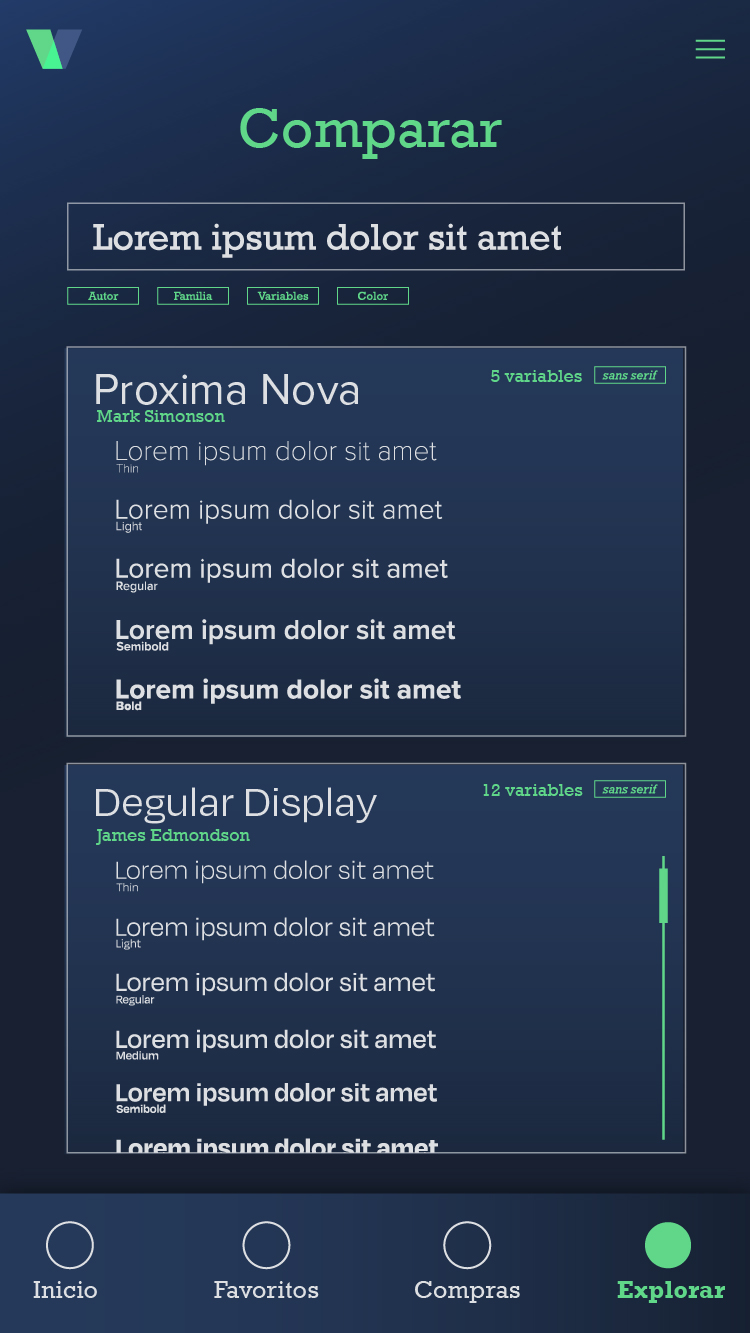 Comparar
Lorem ipsum dolor sit amet
Autor Familia Variables Color
Proxima Nova 5 variables sans serif
Mark Simonson
Lorem ipsum dolor sit amet
Thin
Lorem ipsum dolor sit amet
Light
Lorem ipsum dolor sit amet
Regular
Lorem ipsum dolor sit amet
Semibold
Lorem ipsum dolor sit amet
Bold
Degular Display 12 variables sans serif
James Edmondson
Lorem ipsum dolor sit amet
Thin
Lorem ipsum dolor sit amet
Light
Lorem ipsum dolor sit amet
Regular
Lorem ipsum dolor sit amet
Medium
Lorem ipsum dolor sit amet
Semibold
Lorem ipsum dolor sit amet
Inicio Favoritos Compras Explorar